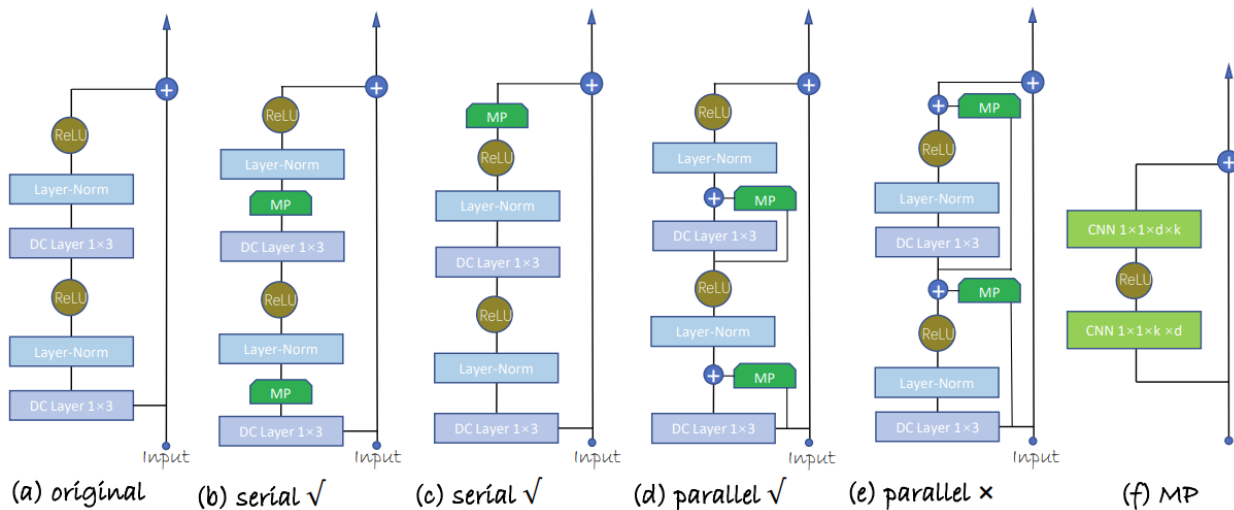 ReLU
Layer-Norm
DC Layer 1×3
ReLU
Layer-Norm
DC Layer 1×3
(a) original
ReLU
Layer-Norm
MP
DC Layer 1×3
ReLU
Layer-Norm
MP
DC Layer 1×3
Input
(b) serial √
MP
ReLU
Layer-Norm
DC Layer 1×3
ReLU
Layer-Norm
DC Layer 1×3
Input
(c) serial √
ReLU
Layer-Norm
MP
DC Layer 1×3
ReLU
Layer-Norm
MP
DC Layer 1×3
Input
(d) parallel √
MP
ReLU
Layer-Norm
DC Layer 1×3
MP
ReLU
Layer-Norm
DC Layer 1×3
Input
(e) parallel ×
CNN 1×1×d×k
ReLU
CNN 1×1×k ×d
(f) MP